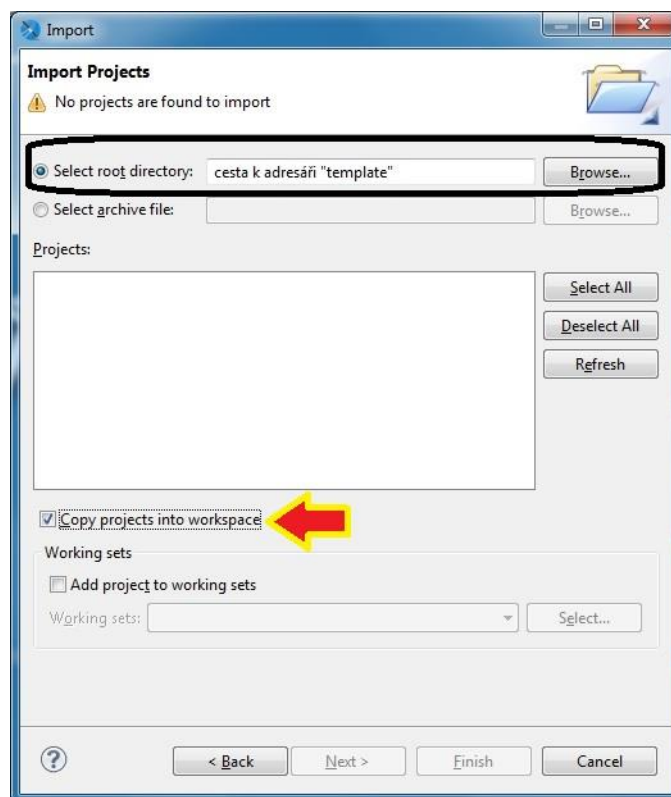 Import
Import Projects
No projects are found to import
Select root directory: cesta k adresáři "template" Browse...
Select archive file: Browse...
Projects:
Select All
Deselect All
Refresh
Copy projects into workspace
Working sets
Add project to working sets
Working sets: Select...
? < Back Next > Finish Cancel